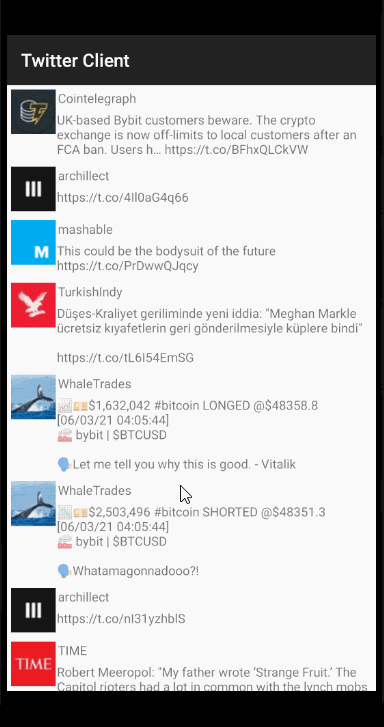 Twitter Client
Cointelegraph
UK-based Bybit customers beware. The crypto
exchange is now off-limits to local customers after an
FCA ban. Users h... https://t.co/BFhxQLCkVW
archillect
https://t.co/4Il0aG4q66
M
mashable
This could be the bodysuit of the future
https://t.co/PrDwwQJqcy
TurkishIndy
Düşes-Kraliyet geriliminde yeni iddia: "Meghan Markle
ücretsiz kıyafetlerin geri gönderilmesiyle küplere bindi"
https://t.co/tL6I54EmSG
WhaleTrades
📈💴$1,632,042 #bitcoin LONGED @$48358.8
[06/03/21 04:05:44]
🏭 bybit | $BTCUSD
🗣Let me tell you why this is good. - Vitalik
WhaleTrades
📉💴$2,503,496 #bitcoin SHORTED @$48351.3
[06/03/21 04:05:44]
🏭 bybit | $BTCUSD
🗣Whatamagonnadooo?!
archillect
https://t.co/nI31yzhbIS
TIME
TIME
Robert Meeropol: "My father wrote ‘Strange Fruit.’ The
Capitol rioters had a lot in common with the lynch mobs